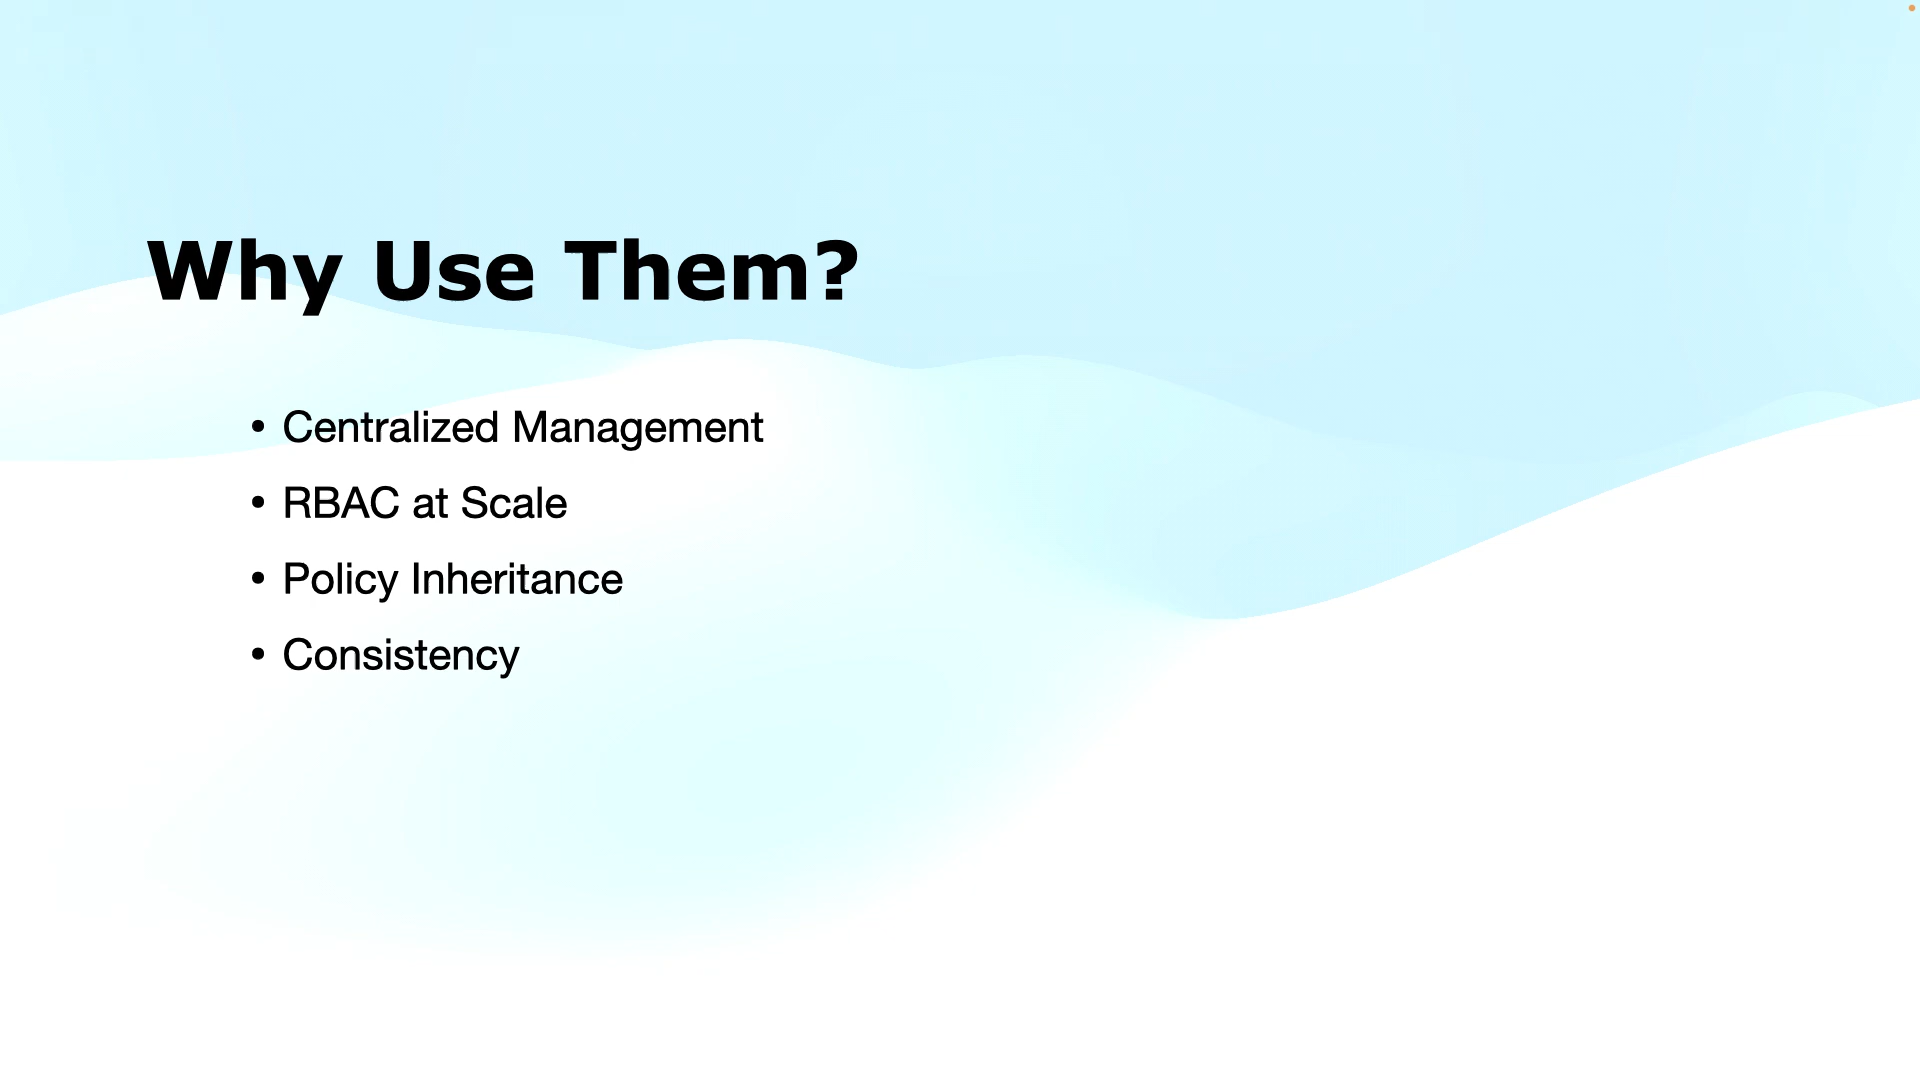 Why Use Them?
• Centralized Management
• RBAC at Scale
• Policy Inheritance
• Consistency